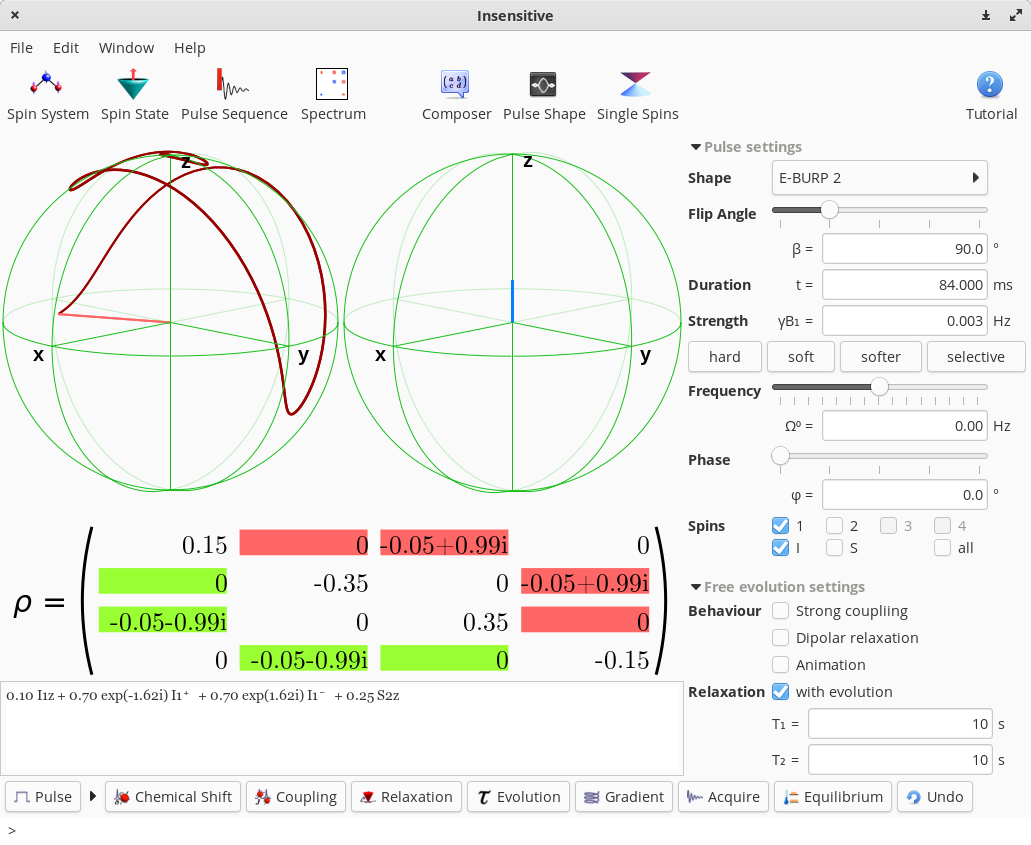 Insensitive
File Edit Window Help
Spin System Spin State Pulse Sequence Spectrum Composer Pulse Shape Single Spins Tutorial
z
x
y
z
x
y
Pulse settings
Shape E-BURP 2
Flip Angle
β = 90.0 °
Duration t = 84.000 ms
Strength γB₁ = 0.003 Hz
hard soft softer selective
Frequency
Ω⁰ = 0.00 Hz
Phase
φ = 0.0 °
Spins 1 2 3 4
I S all
Free evolution settings
Behaviour Strong coupliing
Dipolar relaxation
Animation
Relaxation with evolution
T₁ = 10 s
T₂ = 10 s
0.15 0 -0.05+0.99i 0
0 -0.35 0 -0.05+0.99i
ρ =
-0.05-0.99i 0 0.35 0
0 -0.05-0.99i 0 -0.15
0.10 I1z + 0.70 exp(-1.62i) I1⁺ + 0.70 exp(1.62i) I1⁻ + 0.25 S2z
Pulse Chemical Shift Coupling Relaxation τ Evolution Gradient Acquire Equilibrium Undo
>